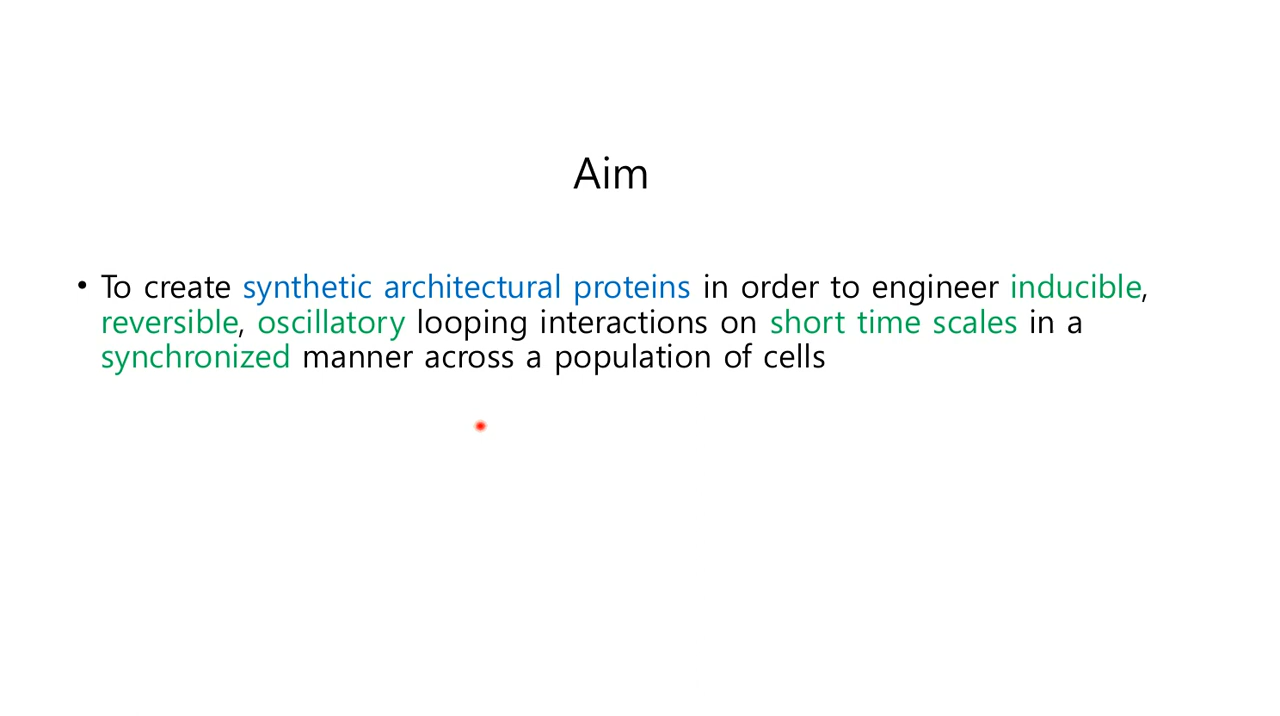 Aim
• To create synthetic architectural proteins in order to engineer inducible,
reversible, oscillatory looping interactions on short time scales in a
synchronized manner across a population of cells